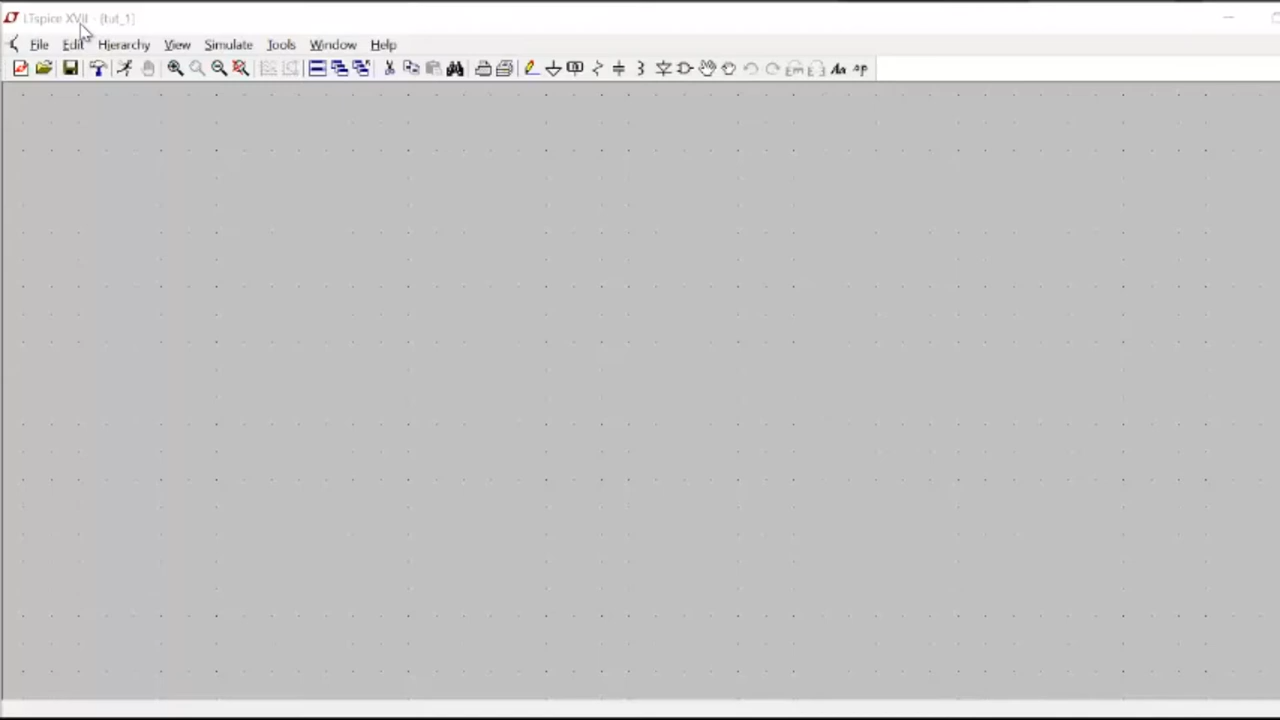 LTspice XVII - [tut_1]
File Edit Hierarchy View Simulate Tools Window Help
Aa .op